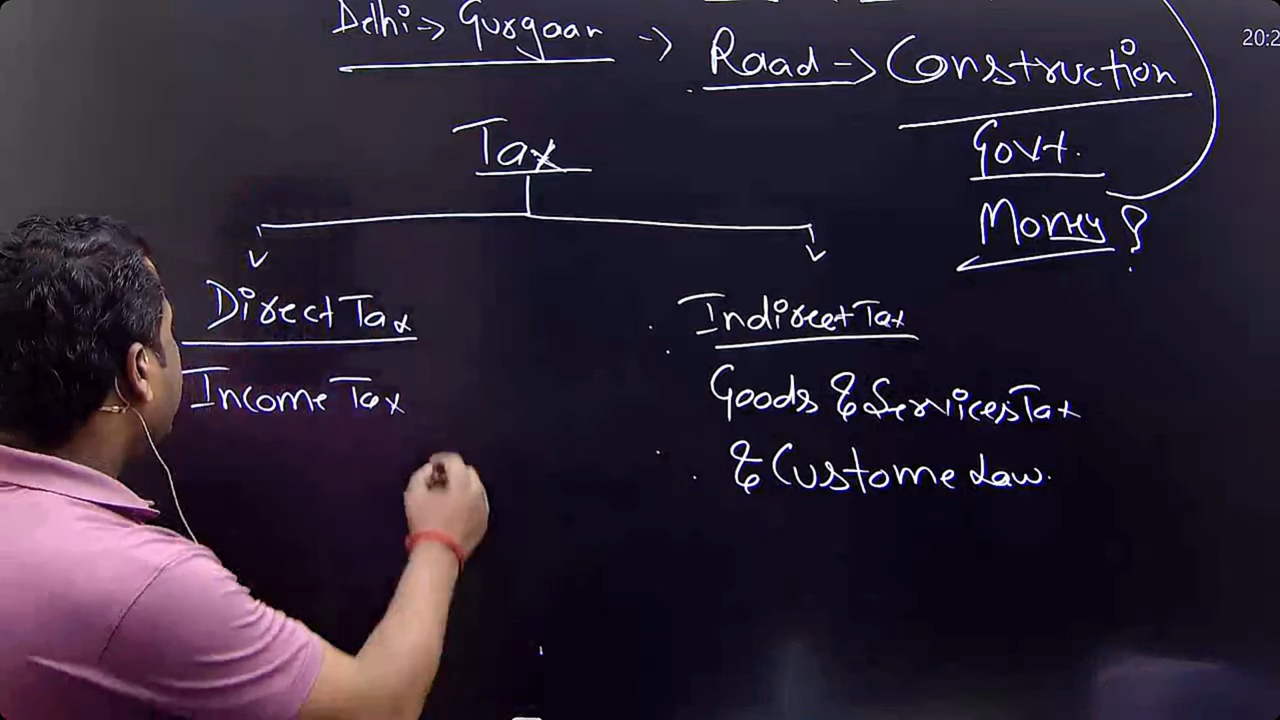 Delhi → Gurgaon → Road → Construction
20:2
Govt.
Money?
Tax
Direct Tax
Indirect Tax
Income Tax
Goods & Services Tax
& Custome Law.